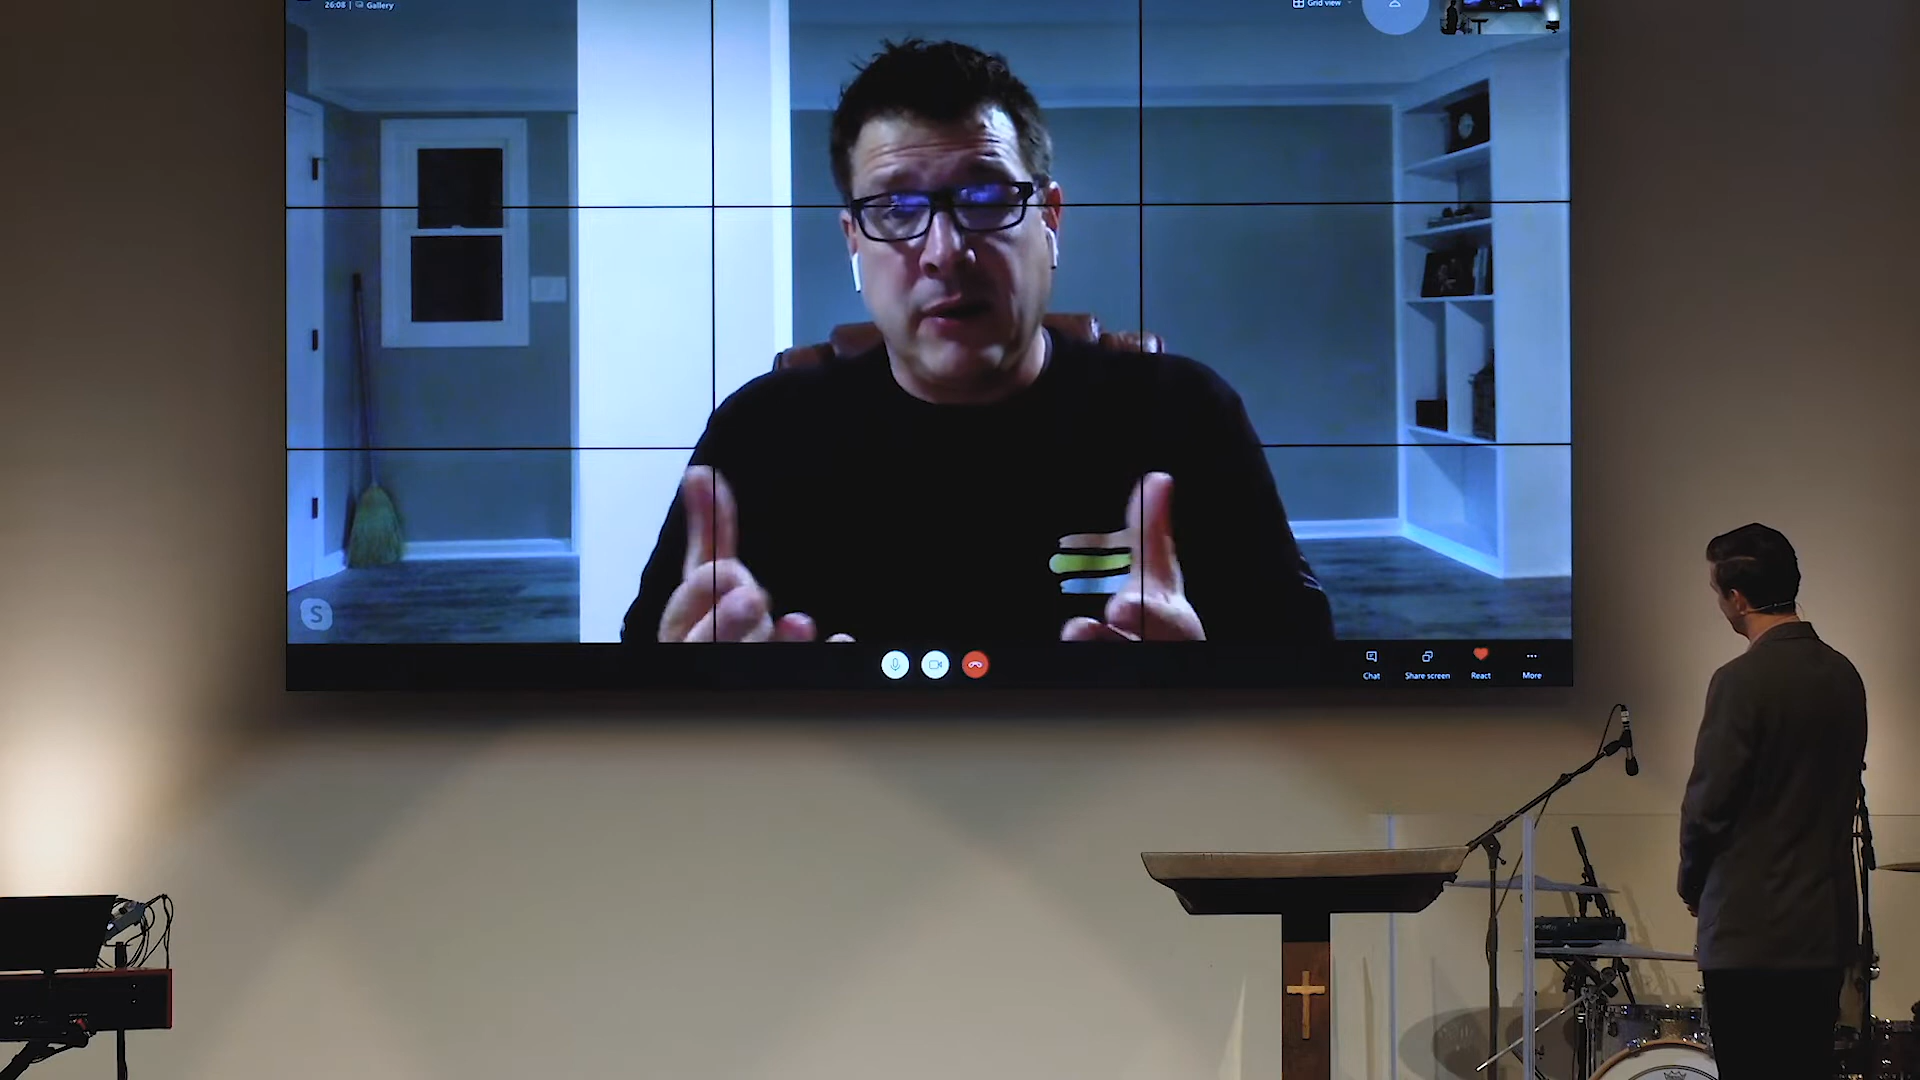 26:08 | Gallery
Grid view
S
Chat
Share screen
React
More